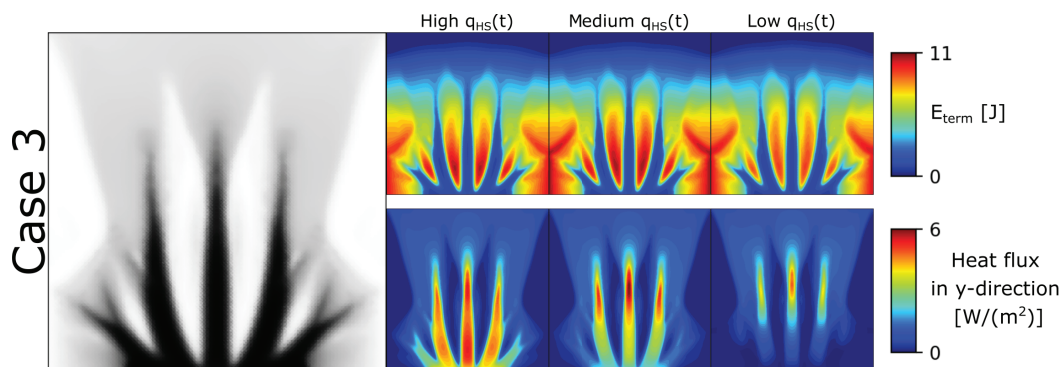 High q_HS(t)
Medium q_HS(t)
Low q_HS(t)
Case 3
11
E_term [J]
0
6
Heat flux
in y-direction
[W/(m²)]
0